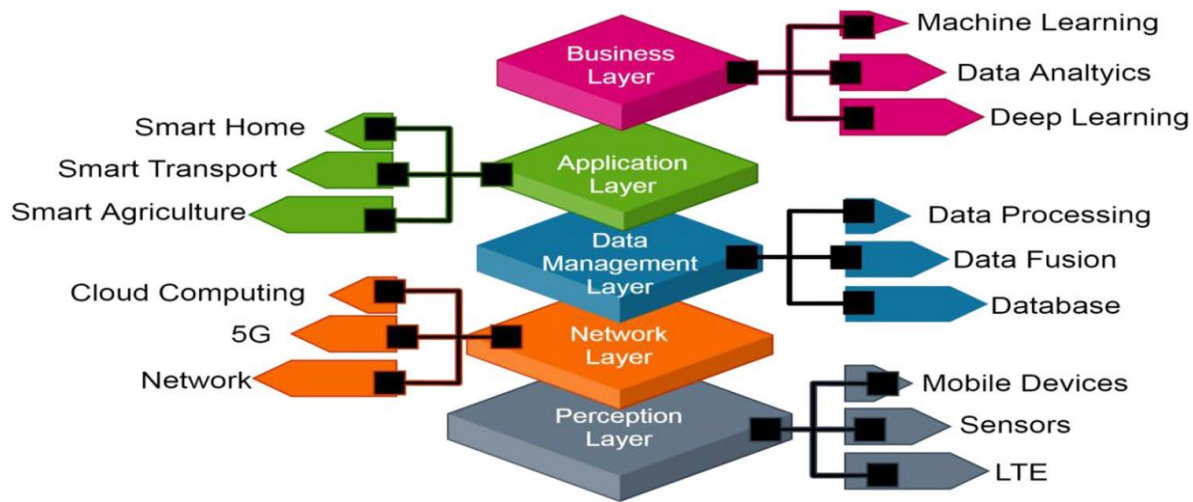 Business
Layer
Machine Learning
Data Analtyics
Deep Learning
Smart Home
Smart Transport
Smart Agriculture
Application
Layer
Data
Management
Layer
Data Processing
Data Fusion
Database
Cloud Computing
5G
Network
Network
Layer
Perception
Layer
Mobile Devices
Sensors
LTE